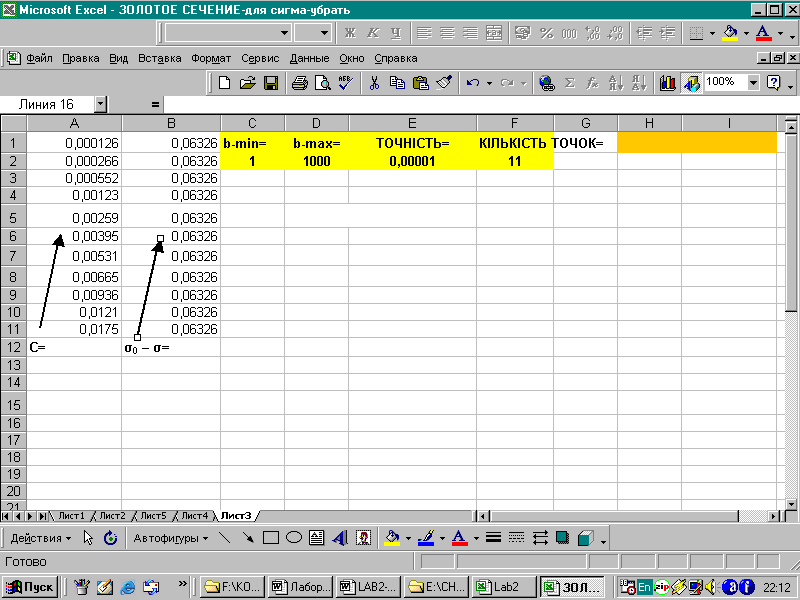 Microsoft Excel - ЗОЛОТОЕ СЕЧЕНИЕ-для сигма-убрать
Ж К Ч % 000
Файл Правка Вид Вставка Формат Сервис Данные Окно Справка
100%
Линия 16 =
A B C D E F G H I
1 0,000126 0,06326 b-min= b-max= ТОЧНІСТЬ= КІЛЬКІСТЬ ТОЧОК=
2 0,000266 0,06326 1 1000 0,00001 11
3 0,000552 0,06326
4 0,00123 0,06326
5 0,00259 0,06326
6 0,00395 0,06326
7 0,00531 0,06326
8 0,00665 0,06326
9 0,00936 0,06326
10 0,0121 0,06326
11 0,0175 0,06326
12 C= σ₀ – σ=
13
14
15
16
17
18
19
20
21
Лист1 Лист2 Лист5 Лист4 Лист3
Действия Автофигуры
Готово
Пуск F:\KO... Лабор... LAB2-... E:\CH... Lab2 ЗОЛ... En zip 22:12